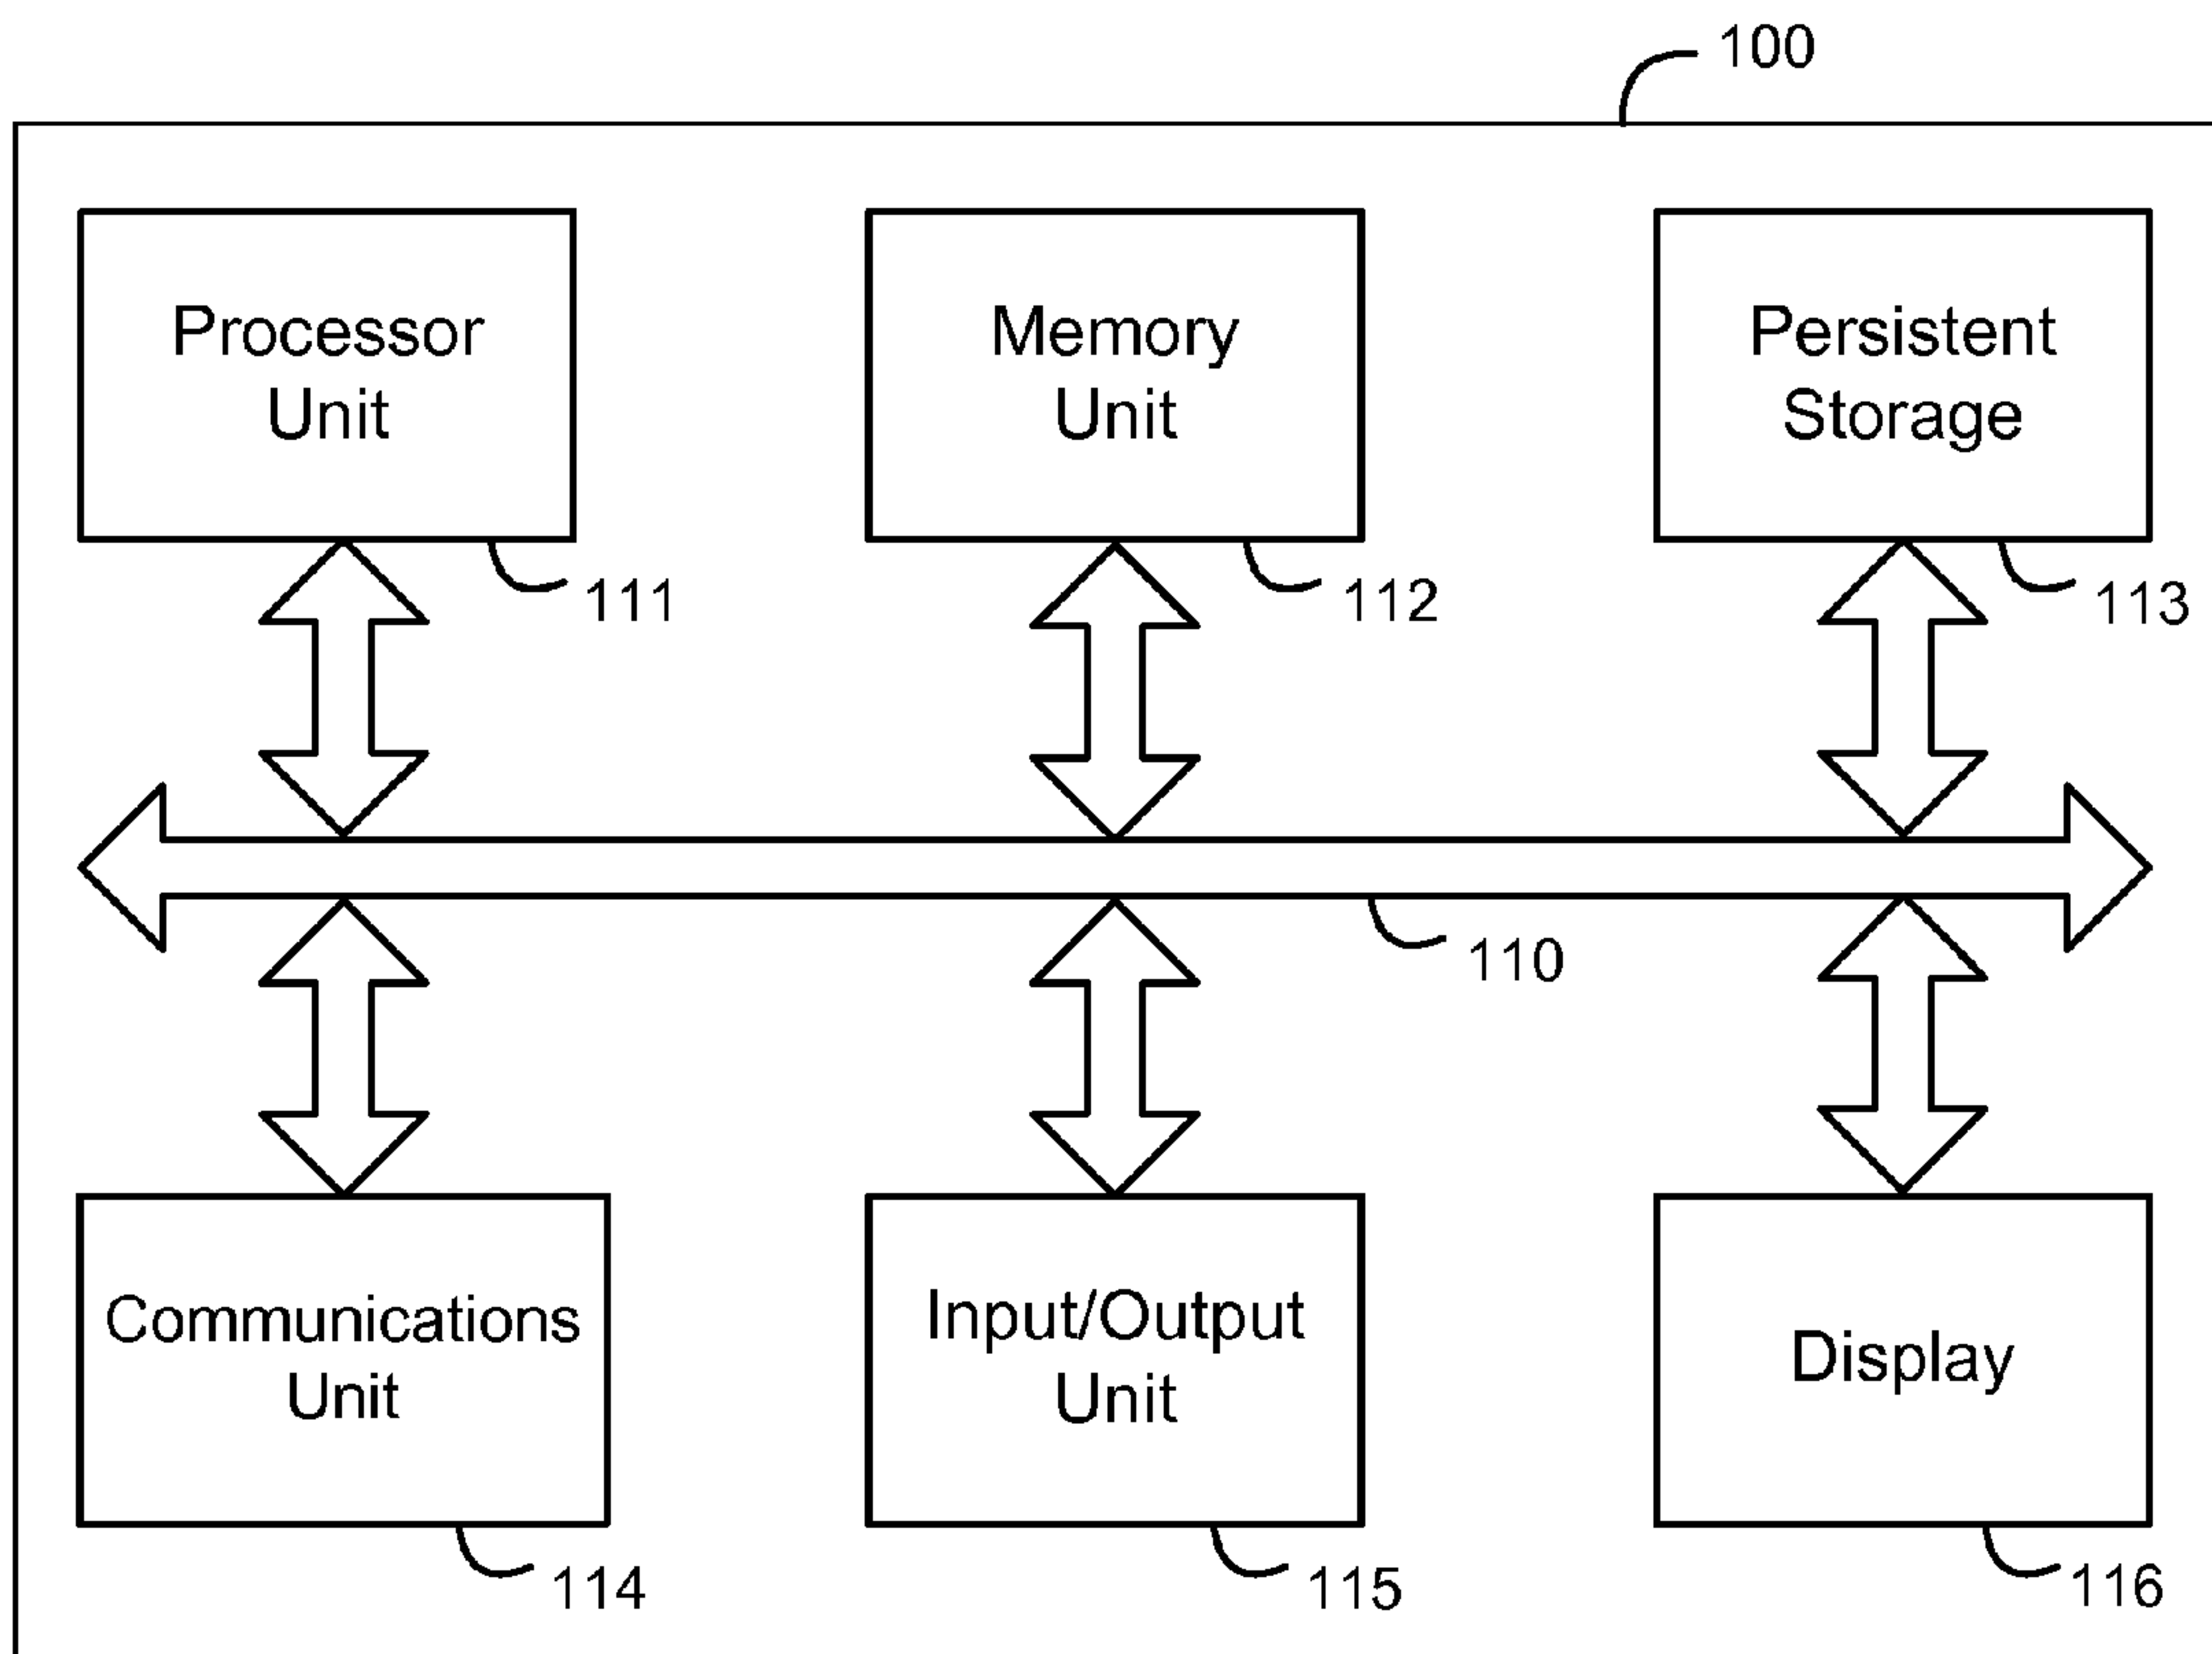 100
Processor
Unit
Memory
Unit
Persistent
Storage
111
112
113
110
Communications
Unit
Input/Output
Unit
Display
114
115
116